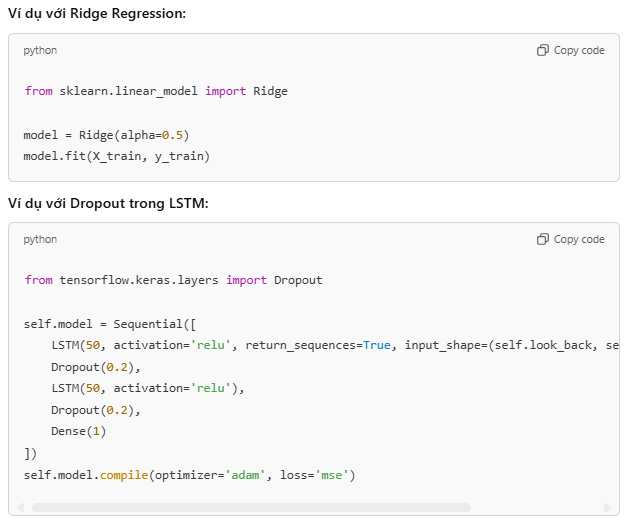 Ví dụ với Ridge Regression:
python
Copy code
from sklearn.linear_model import Ridge
model = Ridge(alpha=0.5)
model.fit(X_train, y_train)
Ví dụ với Dropout trong LSTM:
python
Copy code
from tensorflow.keras.layers import Dropout
self.model = Sequential([
    LSTM(50, activation='relu', return_sequences=True, input_shape=(self.look_back, se
    Dropout(0.2),
    LSTM(50, activation='relu'),
    Dropout(0.2),
    Dense(1)
])
self.model.compile(optimizer='adam', loss='mse')